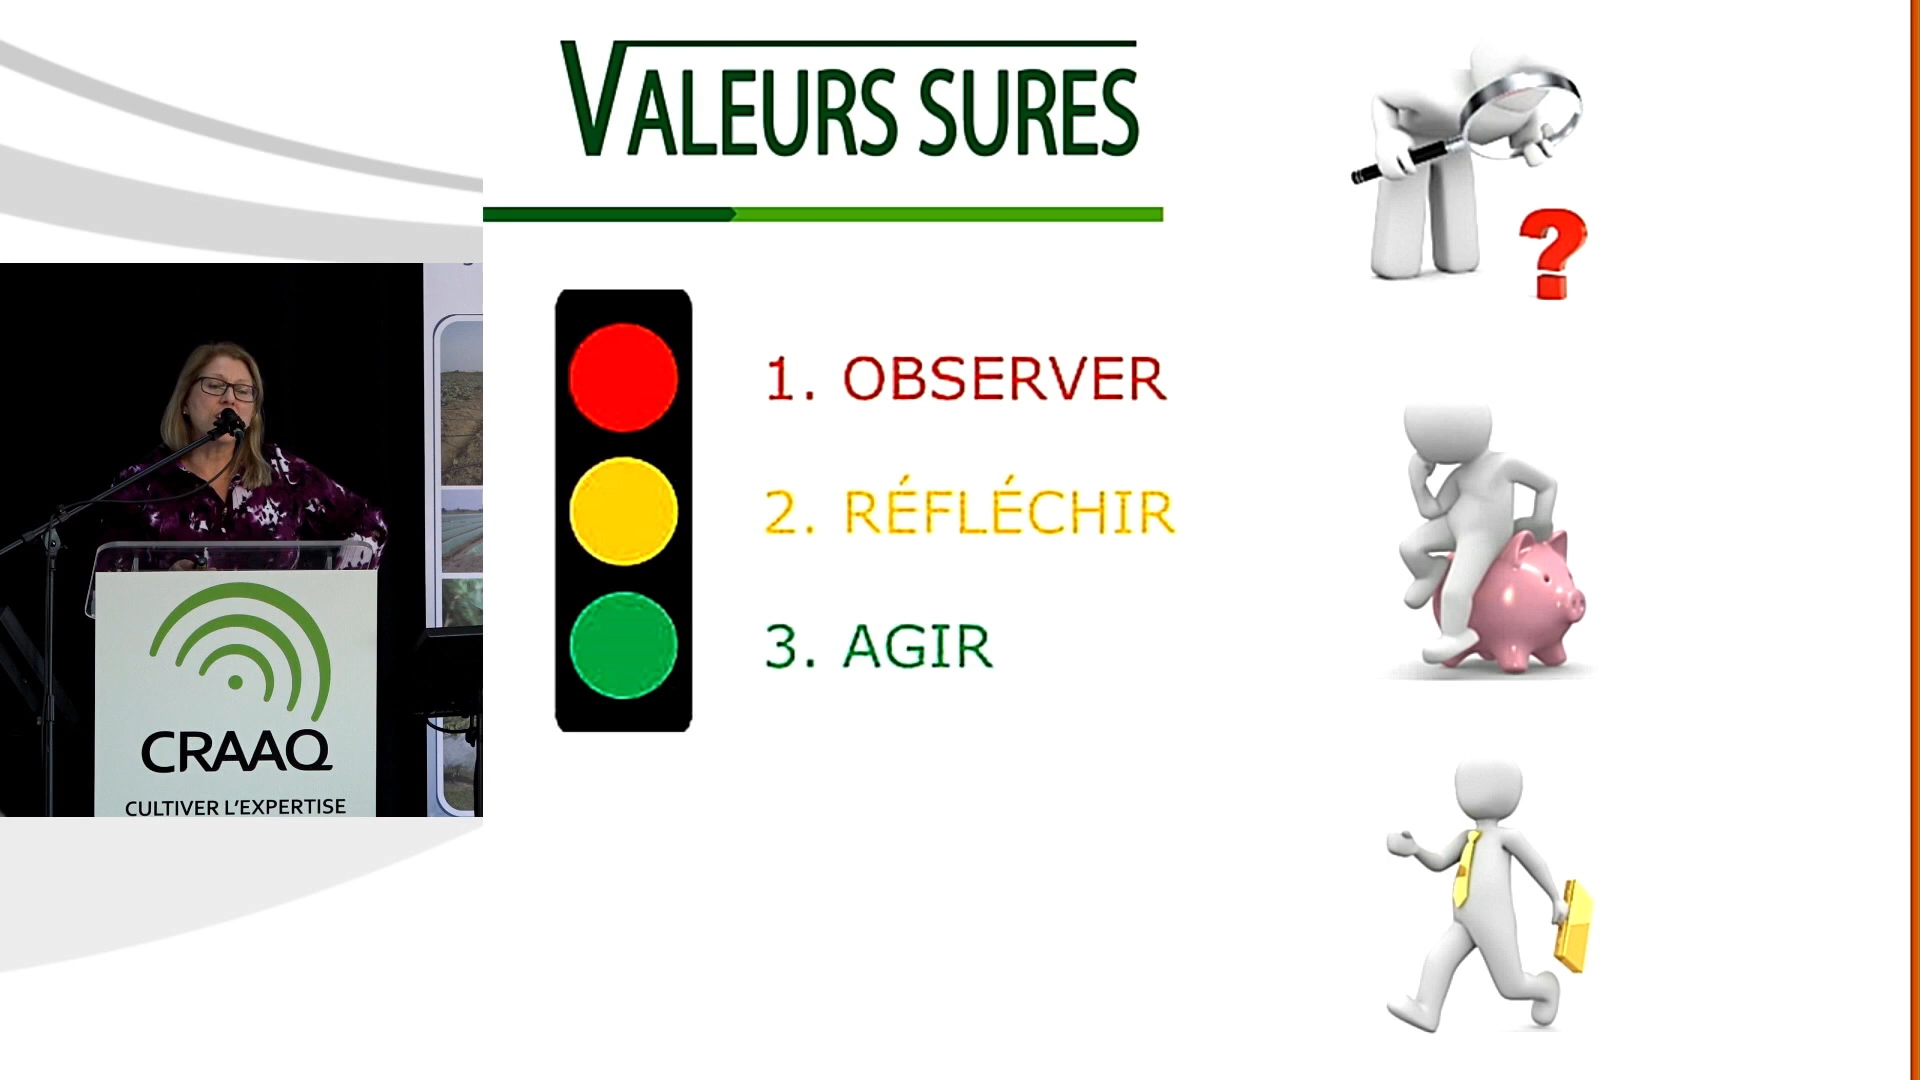 VALEURS SURES
1. OBSERVER
2. RÉFLÉCHIR
3. AGIR
?
CRAAQ
CULTIVER L'EXPERTISE